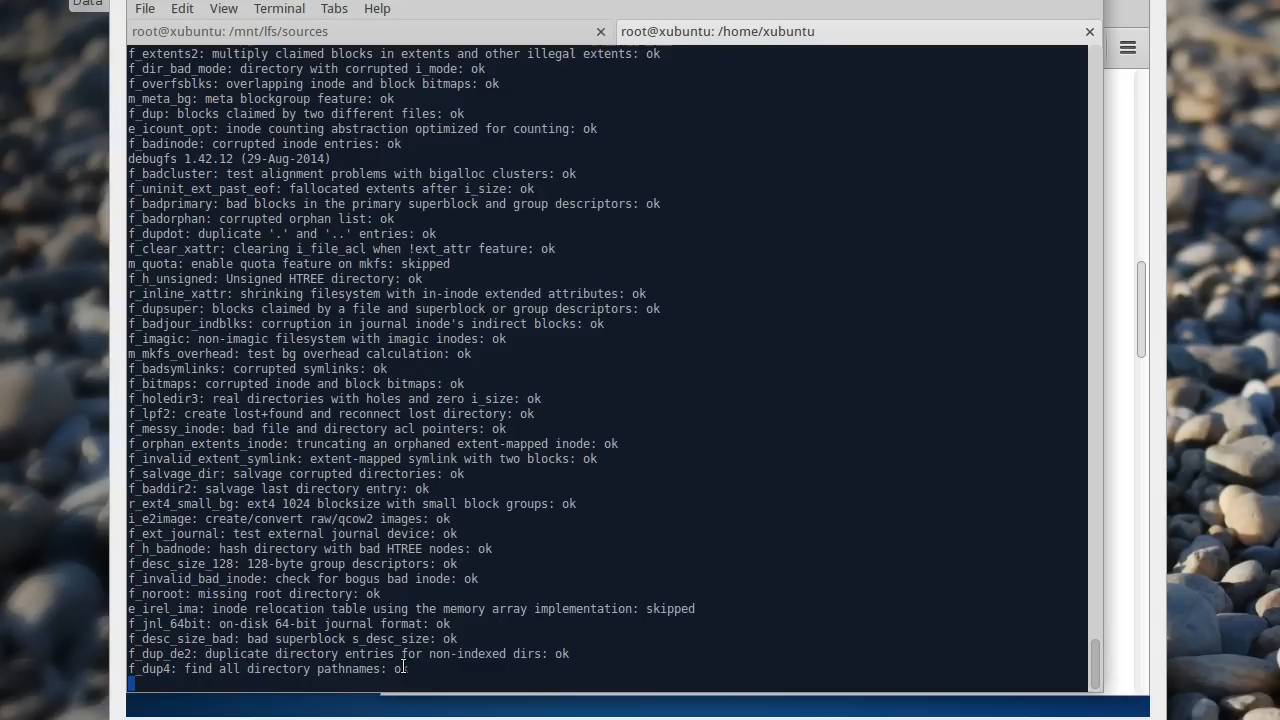 Data
File Edit View Terminal Tabs Help
root@xubuntu: /mnt/lfs/sources
root@xubuntu: /home/xubuntu
f_extents2: multiply claimed blocks in extents and other illegal extents: ok
f_dir_bad_mode: directory with corrupted i_mode: ok
f_overfsblks: overlapping inode and block bitmaps: ok
m_meta_bg: meta blockgroup feature: ok
f_dup: blocks claimed by two different files: ok
e_icount_opt: inode counting abstraction optimized for counting: ok
f_badinode: corrupted inode entries: ok
debugfs 1.42.12 (29-Aug-2014)
f_badcluster: test alignment problems with bigalloc clusters: ok
f_uninit_ext_past_eof: fallocated extents after i_size: ok
f_badprimary: bad blocks in the primary superblock and group descriptors: ok
f_badorphan: corrupted orphan list: ok
f_dupdot: duplicate '.' and '..' entries: ok
f_clear_xattr: clearing i_file_acl when !ext_attr feature: ok
m_quota: enable quota feature on mkfs: skipped
f_h_unsigned: Unsigned HTREE directory: ok
r_inline_xattr: shrinking filesystem with in-inode extended attributes: ok
f_dupsuper: blocks claimed by a file and superblock or group descriptors: ok
f_badjour_indblks: corruption in journal inode's indirect blocks: ok
f_imagic: non-imagic filesystem with imagic inodes: ok
m_mkfs_overhead: test bg overhead calculation: ok
f_badsymlinks: corrupted symlinks: ok
f_bitmaps: corrupted inode and block bitmaps: ok
f_holedir3: real directories with holes and zero i_size: ok
f_lpf2: create lost+found and reconnect lost directory: ok
f_messy_inode: bad file and directory acl pointers: ok
f_orphan_extents_inode: truncating an orphaned extent-mapped inode: ok
f_invalid_extent_symlink: extent-mapped symlink with two blocks: ok
f_salvage_dir: salvage corrupted directories: ok
f_baddir2: salvage last directory entry: ok
r_ext4_small_bg: ext4 1024 blocksize with small block groups: ok
i_e2image: create/convert raw/qcow2 images: ok
f_ext_journal: test external journal device: ok
f_h_badnode: hash directory with bad HTREE nodes: ok
f_desc_size_128: 128-byte group descriptors: ok
f_invalid_bad_inode: check for bogus bad inode: ok
f_noroot: missing root directory: ok
e_irel_ima: inode relocation table using the memory array implementation: skipped
f_jnl_64bit: on-disk 64-bit journal format: ok
f_desc_size_bad: bad superblock s_desc_size: ok
f_dup_de2: duplicate directory entries for non-indexed dirs: ok
f_dup4: find all directory pathnames: ok